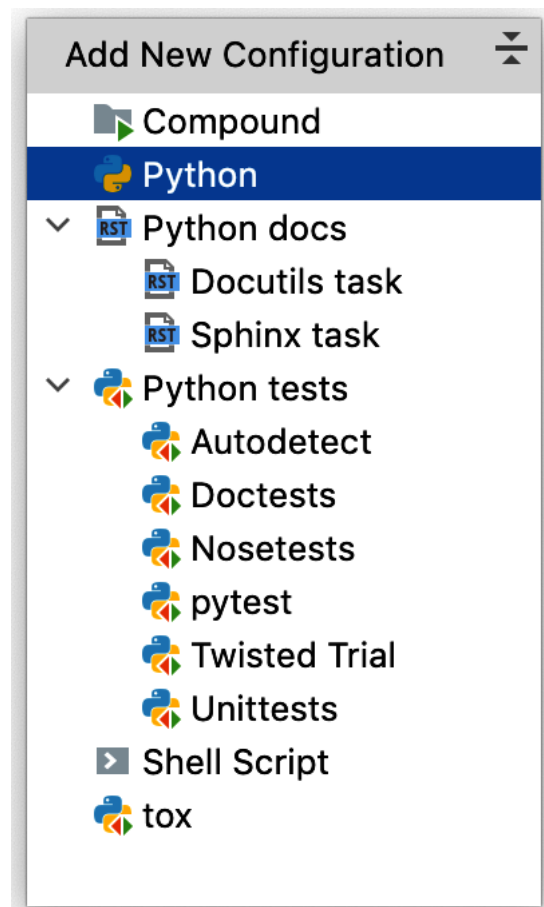 Add New Configuration
Compound
Python
RST Python docs
RST Docutils task
RST Sphinx task
Python tests
Autodetect
Doctests
Nosetests
pytest
Twisted Trial
Unittests
Shell Script
tox